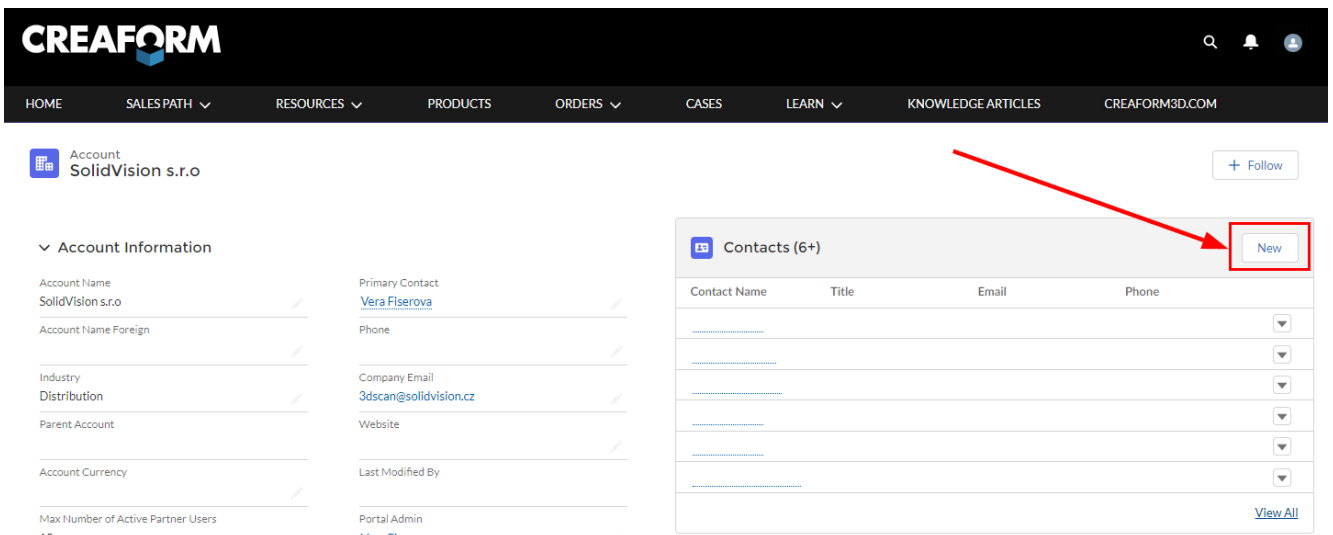 CREAFORM
HOME SALES PATH RESOURCES PRODUCTS ORDERS CASES LEARN KNOWLEDGE ARTICLES CREAFORM3D.COM
Account
SolidVision s.r.o
+ Follow
Account Information
Account Name
SolidVision s.r.o
Primary Contact
Vera Fiserova
Account Name Foreign
Phone
Industry
Distribution
Company Email
3dscan@solidvision.cz
Parent Account
Website
Account Currency
Last Modified By
Max Number of Active Partner Users
Portal Admin
Contacts (6+)
New
Contact Name Title Email Phone
View All